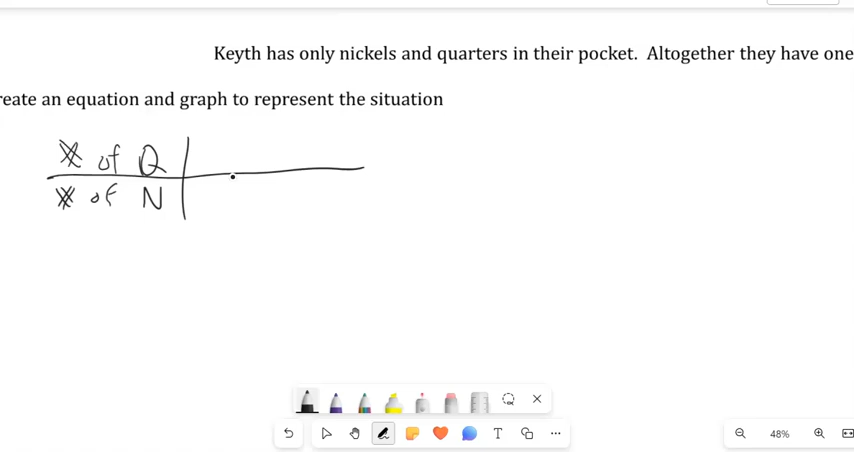 Keyth has only nickels and quarters in their pocket. Altogether they have one
reate an equation and graph to represent the situation
# of Q
# of N
48%